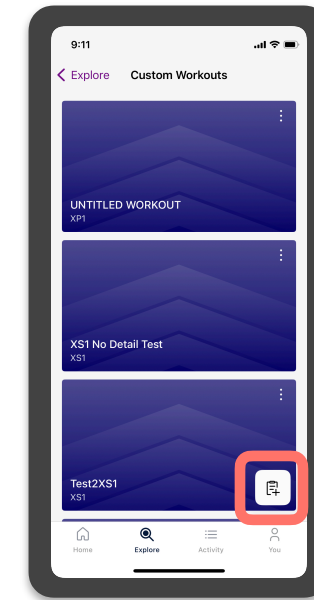 9:11
Explore Custom Workouts
UNTITLED WORKOUT
XP1
XS1 No Detail Test
XS1
Test2XS1
XS1
Home Explore Activity You